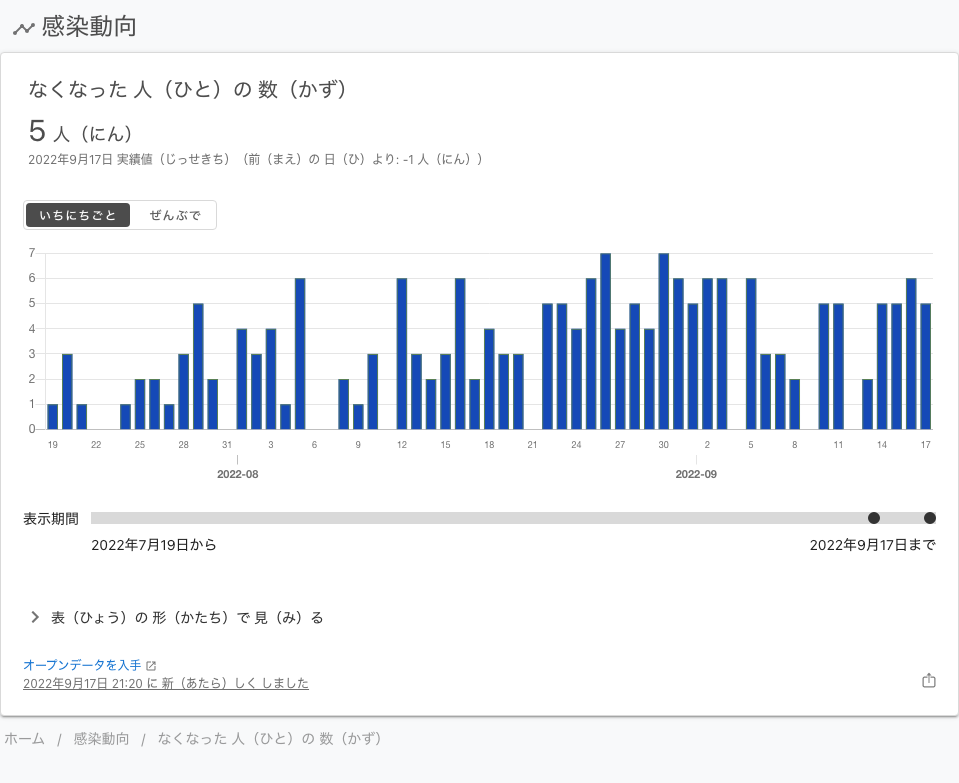 感染動向
なくなった 人（ひと）の 数（かず）
5 人（にん）
2022年9月17日 実績値（じっせきち）（前（まえ）の 日（ひ）より: -1 人（にん））
いちにちごと ぜんぶで
7
6
5
4
3
2
1
0
19 22 25 28 31 3 6 9 12 15 18 21 24 27 30 2 5 8 11 14 17
2022-08 2022-09
表示期間
2022年7月19日から 2022年9月17日まで
表（ひょう）の 形（かたち）で 見（み）る
オープンデータを入手
2022年9月17日 21:20 に 新（あたら）しく しました
ホーム / 感染動向 / なくなった 人（ひと）の 数（かず）